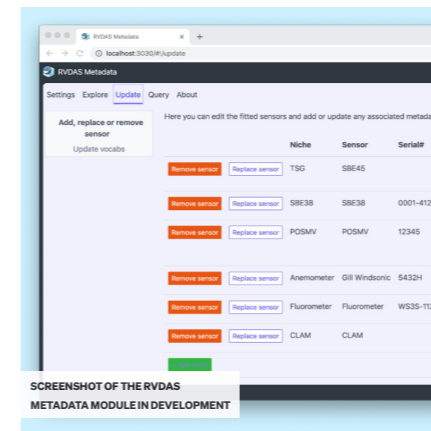 RVDAS Metadata
localhost:3030/#!/update
RVDAS Metadata
Settings Explore Update Query About
Add, replace or remove
sensor
Update vocabs
Here you can edit the fitted sensors and add or update any associated metada
Niche Sensor Serial#
Remove sensor Replace sensor TSG SBE45
Remove sensor Replace sensor SBE38 SBE38 0001-412
Remove sensor Replace sensor POSMV POSMV 12345
Remove sensor Replace sensor Anemometer Gill Windsonic 5432H
Remove sensor Replace sensor Fluorometer Fluorometer WS3S-11
Remove sensor Replace sensor CLAM CLAM
SCREENSHOT OF THE RVDAS
METADATA MODULE IN DEVELOPMENT